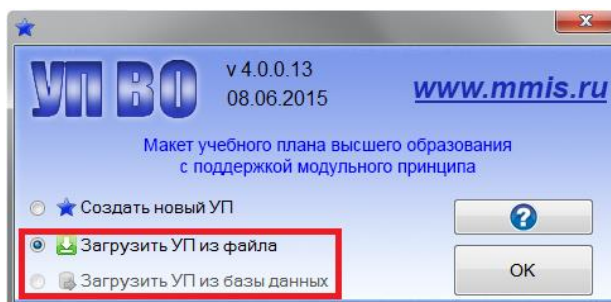 УП ВО
v 4.0.0.13
08.06.2015
www.mmis.ru
Макет учебного плана высшего образования
с поддержкой модульного принципа
Создать новый УП
Загрузить УП из файла
Загрузить УП из базы данных
?
OK